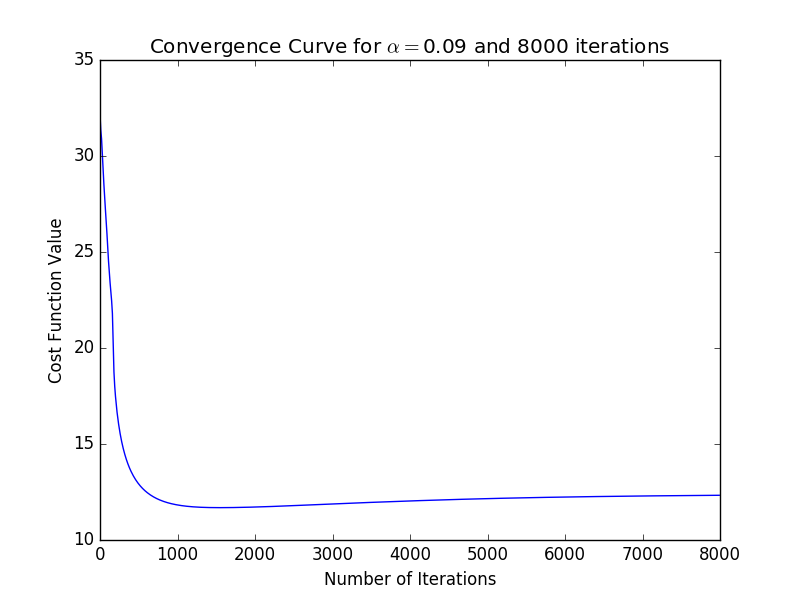 Convergence Curve for α = 0.09 and 8000 iterations
35
30
25
20
15
10
Cost Function Value
0 1000 2000 3000 4000 5000 6000 7000 8000
Number of Iterations